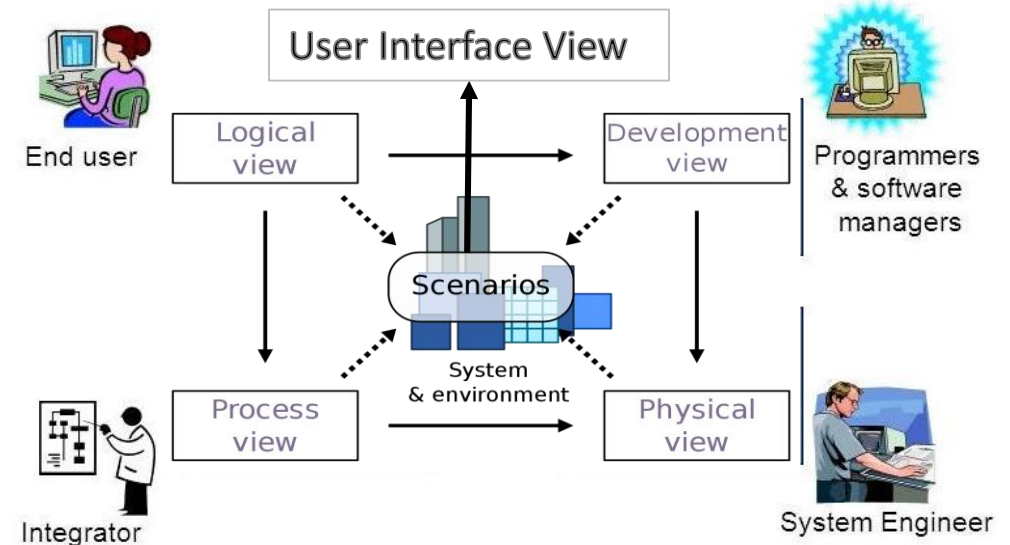 User Interface View
Logical
view
Development
view
End user
Programmers
& software
managers
Scenarios
System
& environment
Process
view
Physical
view
Integrator
System Engineer